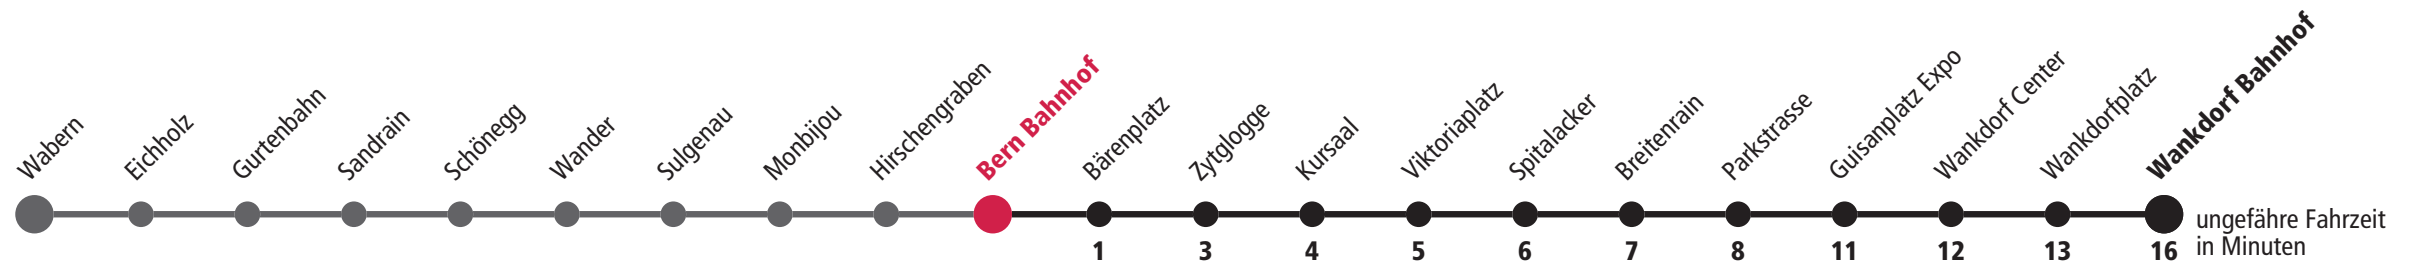 Wabern
Eichholz
Gurtenbahn
Sandrain
Schönegg
Wander
Sulgenau
Monbijou
Hirschengraben
Bern Bahnhof
Bärenplatz
Zytglogge
Kursaal
Viktoriaplatz
Spitalacker
Breitenrain
Parkstrasse
Guisanplatz Expo
Wankdorf Center
Wankdorfplatz
Wankdorf Bahnhof
1 3 4 5 6 7 8 11 12 13 16
ungefähre Fahrzeit
in Minuten